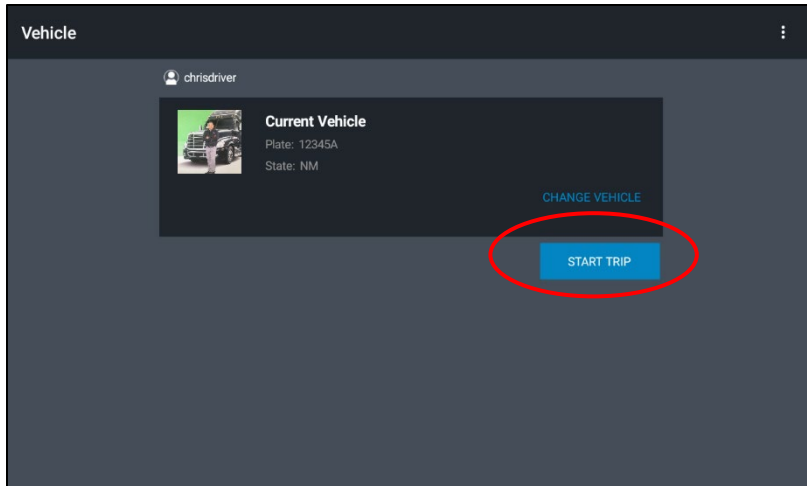 Vehicle
chrisdriver
Current Vehicle
Plate: 12345A
State: NM
CHANGE VEHICLE
START TRIP